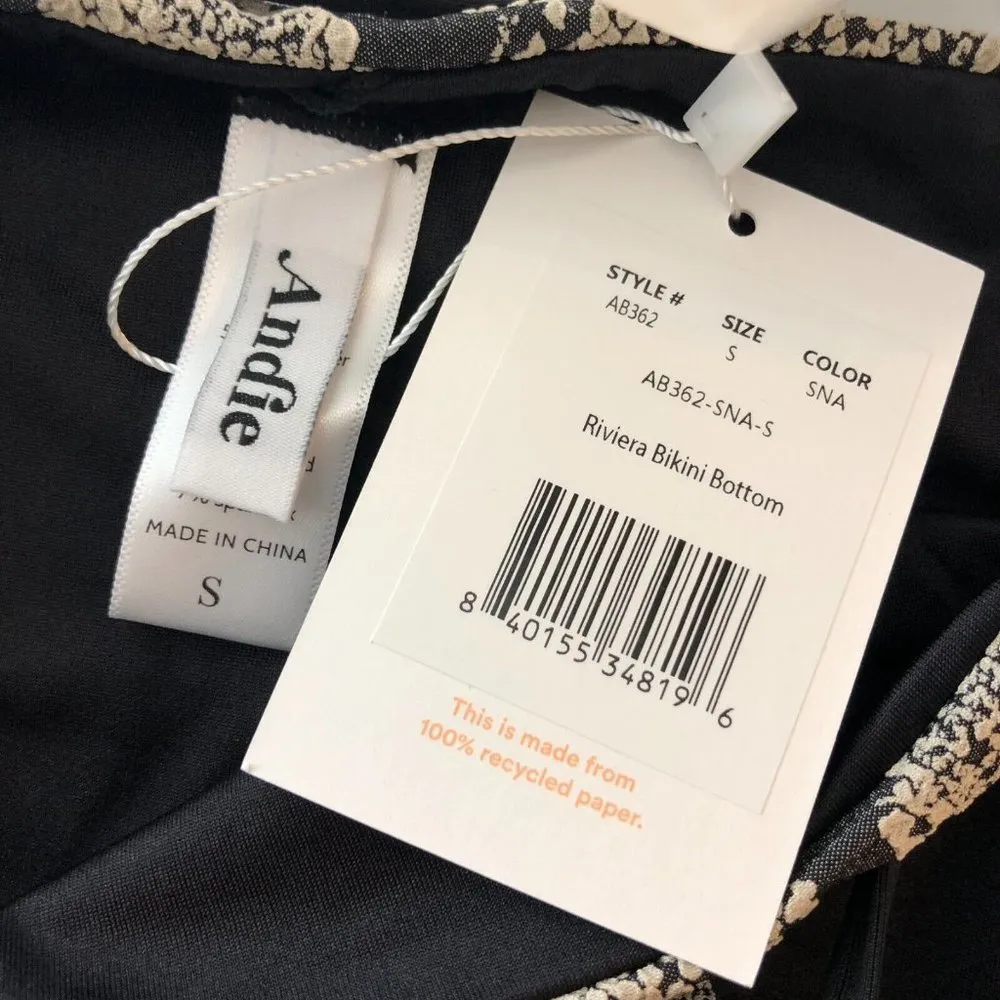 Andie
MADE IN CHINA
S
STYLE #
AB362
SIZE
S
COLOR
SNA
AB362-SNA-S
Riviera Bikini Bottom
8 40155 34819 6
This is made from
100% recycled paper.